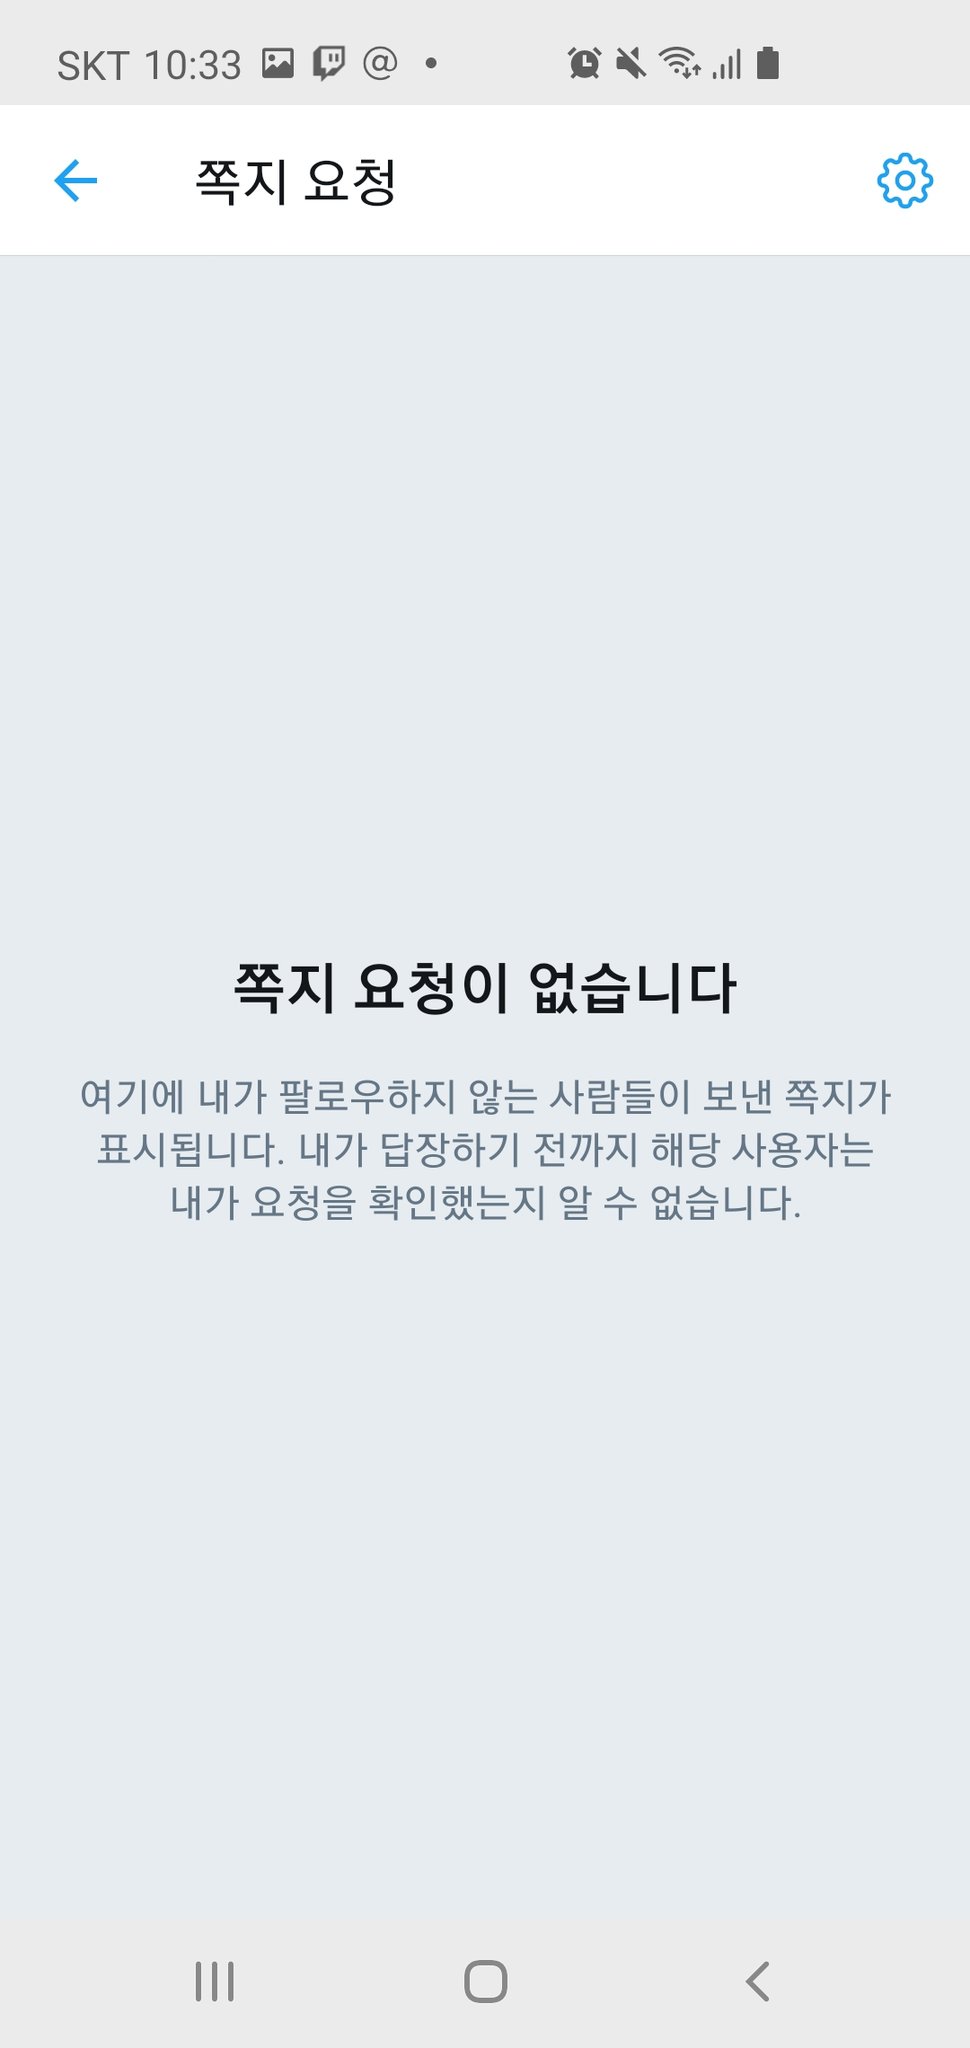 SKT 10:33
쪽지 요청
쪽지 요청이 없습니다
여기에 내가 팔로우하지 않는 사람들이 보낸 쪽지가
표시됩니다. 내가 답장하기 전까지 해당 사용자는
내가 요청을 확인했는지 알 수 없습니다.